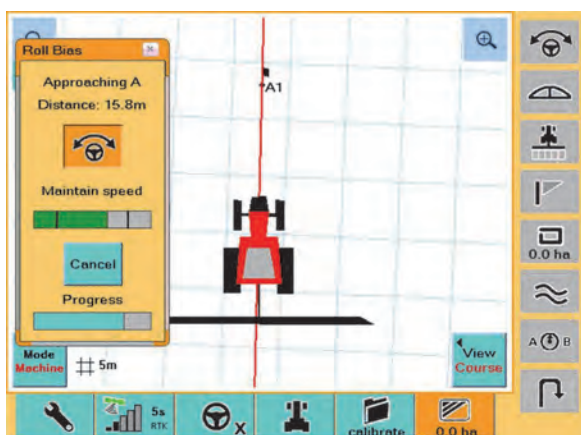 Roll Bias
Approaching A
Distance: 15.8m
Maintain speed
Cancel
Progress
A1
Mode
Machine
5m
View
Course
0.0 ha
A B
5s
RTK
X
calibrate
0.0 ha